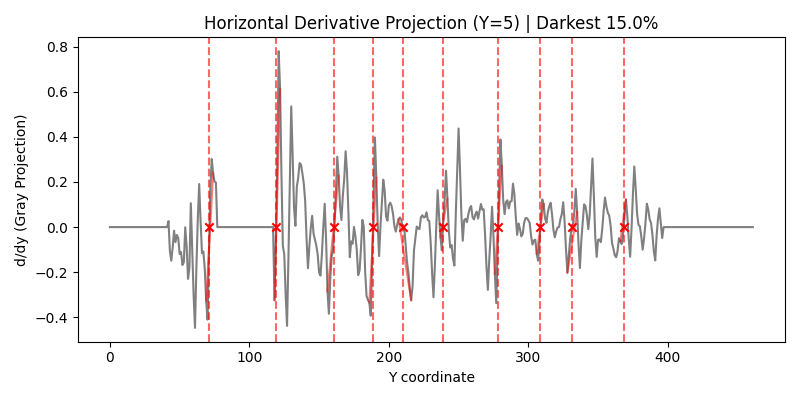 Horizontal Derivative Projection (Y=5) | Darkest 15.0%
0.8
0.6
0.4
0.2
0.0
−0.2
−0.4
d/dy (Gray Projection)
0 100 200 300 400
Y coordinate